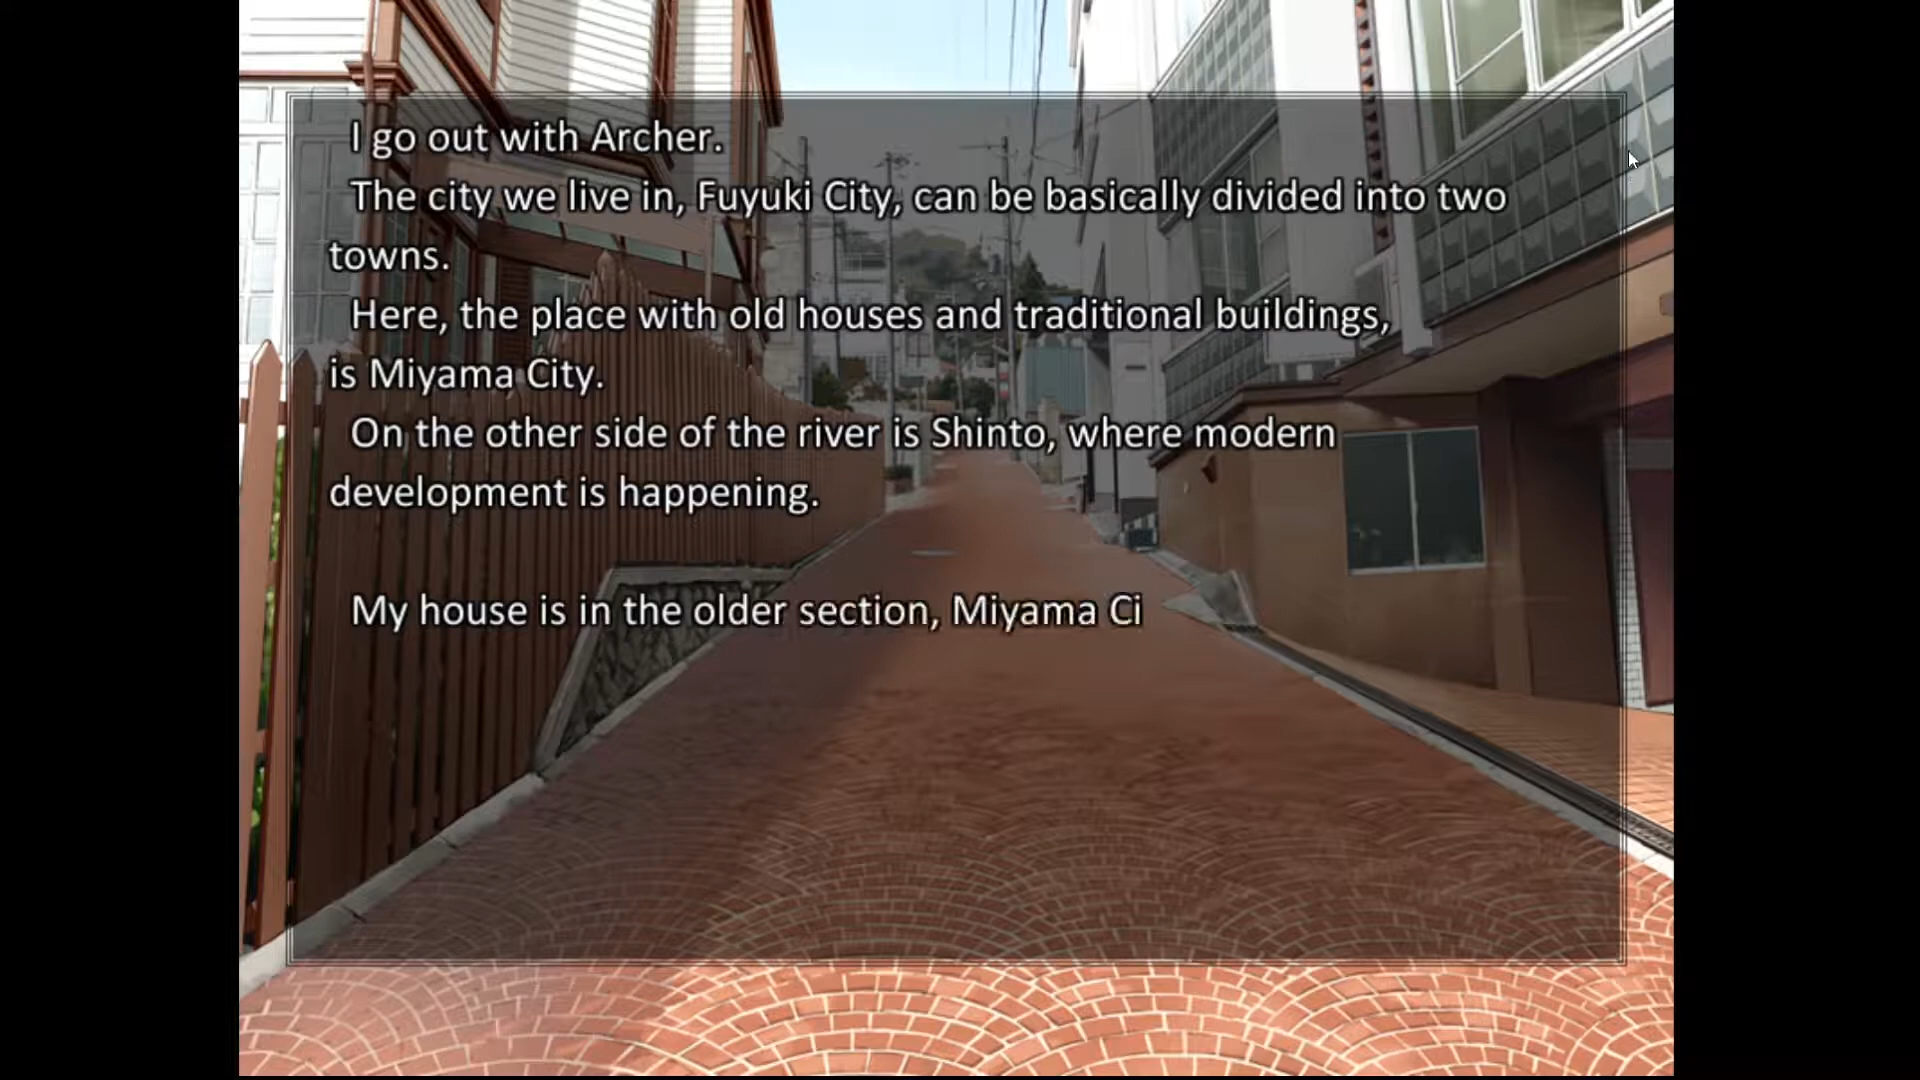 I go out with Archer.
The city we live in, Fuyuki City, can be basically divided into two
towns.
Here, the place with old houses and traditional buildings,
is Miyama City.
On the other side of the river is Shinto, where modern
development is happening.
My house is in the older section, Miyama Ci